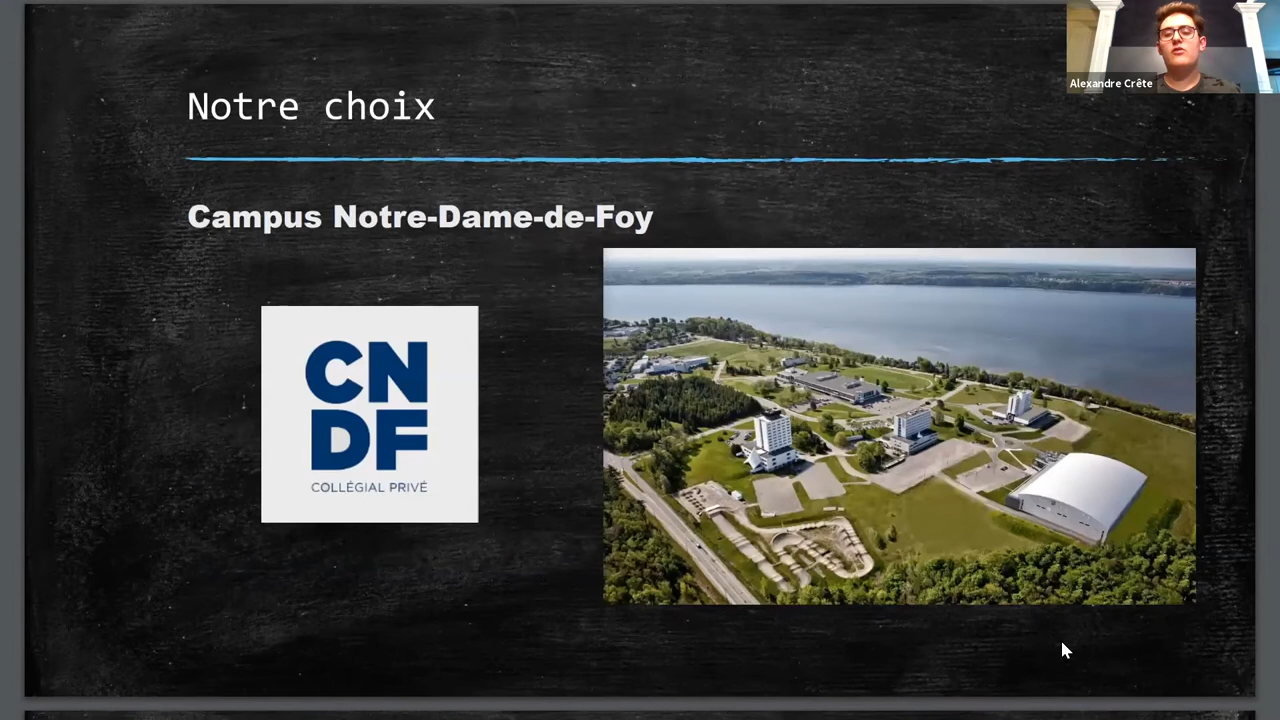 Notre choix
Alexandre Crête
Campus Notre-Dame-de-Foy
CN
DF
COLLÉGIAL PRIVÉ